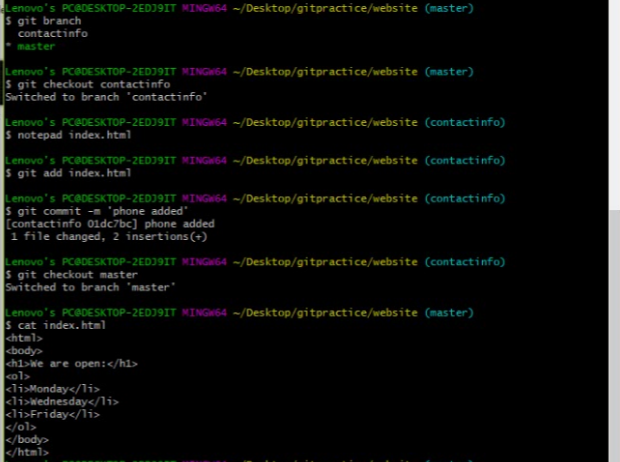 Lenovo's PC@DESKTOP-2EDJ9IT MINGW64 ~/Desktop/gitpractice/website (master)
$ git branch
  contactinfo
* master
Lenovo's PC@DESKTOP-2EDJ9IT MINGW64 ~/Desktop/gitpractice/website (master)
$ git checkout contactinfo
Switched to branch 'contactinfo'
Lenovo's PC@DESKTOP-2EDJ9IT MINGW64 ~/Desktop/gitpractice/website (contactinfo)
$ notepad index.html
Lenovo's PC@DESKTOP-2EDJ9IT MINGW64 ~/Desktop/gitpractice/website (contactinfo)
$ git add index.html
Lenovo's PC@DESKTOP-2EDJ9IT MINGW64 ~/Desktop/gitpractice/website (contactinfo)
$ git commit -m 'phone added'
[contactinfo 01dc7bc] phone added
 1 file changed, 2 insertions(+)
Lenovo's PC@DESKTOP-2EDJ9IT MINGW64 ~/Desktop/gitpractice/website (contactinfo)
$ git checkout master
Switched to branch 'master'
Lenovo's PC@DESKTOP-2EDJ9IT MINGW64 ~/Desktop/gitpractice/website (master)
$ cat index.html
<html>
<body>
<h1>We are open:</h1>
<ol>
<li>Monday</li>
<li>Wednesday</li>
<li>Friday</li>
</ol>
</body>
</html>